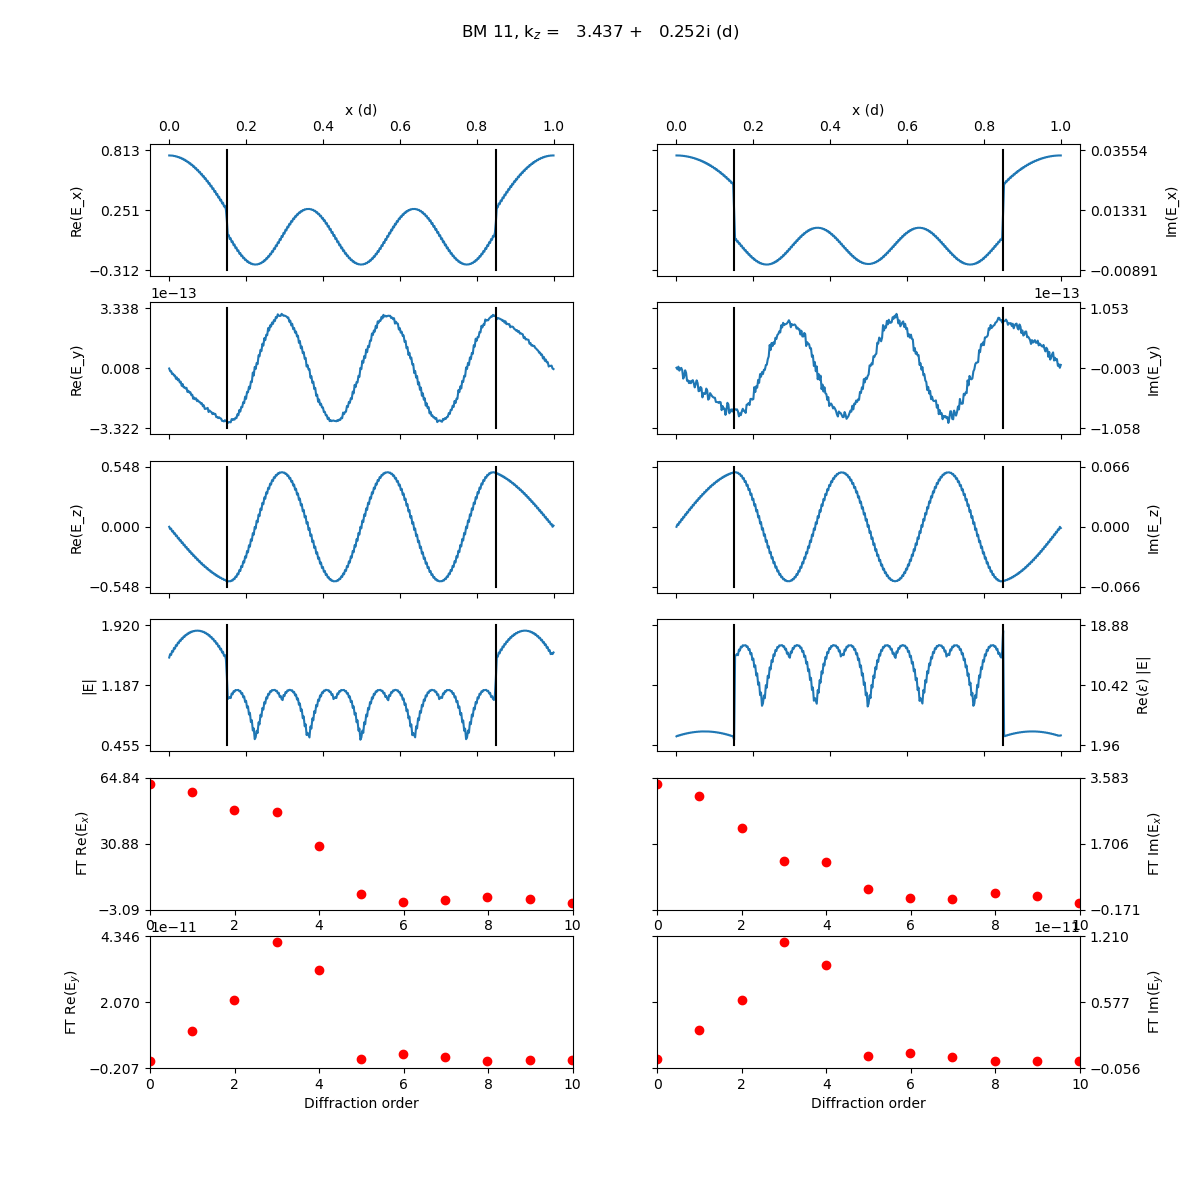 BM 11, k_z =   3.437 +   0.252i (d)
x (d)
x (d)
0.0 0.2 0.4 0.6 0.8 1.0
0.0 0.2 0.4 0.6 0.8 1.0
0.813
0.251
−0.312
Re(E_x)
0.03554
0.01331
−0.00891
Im(E_x)
1e−13
3.338
0.008
−3.322
Re(E_y)
1e−13
1.053
−0.003
−1.058
Im(E_y)
0.548
0.000
−0.548
Re(E_z)
0.066
0.000
−0.066
Im(E_z)
1.920
1.187
0.455
|E|
18.88
10.42
1.96
Re(ε) |E|
64.84
30.88
−3.09
FT Re(E_x)
0 2 4 6 8 10
3.583
1.706
−0.171
FT Im(E_x)
0 2 4 6 8 10
1e−11
4.346
2.070
−0.207
FT Re(E_y)
0 2 4 6 8 10
Diffraction order
1e−11
1.210
0.577
−0.056
FT Im(E_y)
0 2 4 6 8 10
Diffraction order